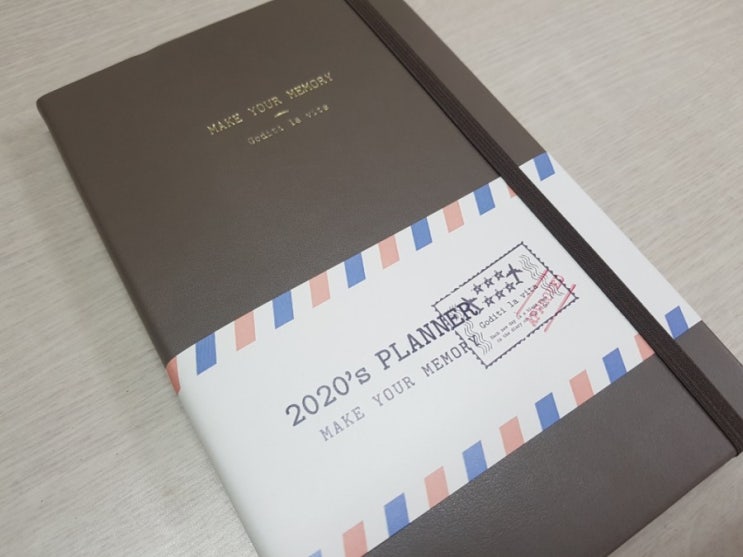 MAKE YOUR MEMORY
Goditi la vita
2020's PLANNER
MAKE YOUR MEMORY
Goditi la vita